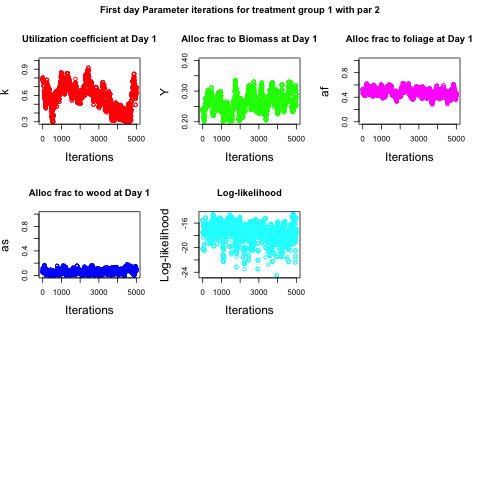 First day Parameter iterations for treatment group 1 with par 2
Utilization coefficient at Day 1
k
0.3 0.6 0.9
0 1000 3000 5000
Iterations
Alloc frac to Biomass at Day 1
Y
0.20 0.30 0.40
0 1000 3000 5000
Iterations
Alloc frac to foliage at Day 1
af
0.0 0.4 0.8
0 1000 3000 5000
Iterations
Alloc frac to wood at Day 1
as
0.0 0.4 0.8
0 1000 3000 5000
Iterations
Log-likelihood
Log-likelihood
-24 -20 -16
0 1000 3000 5000
Iterations